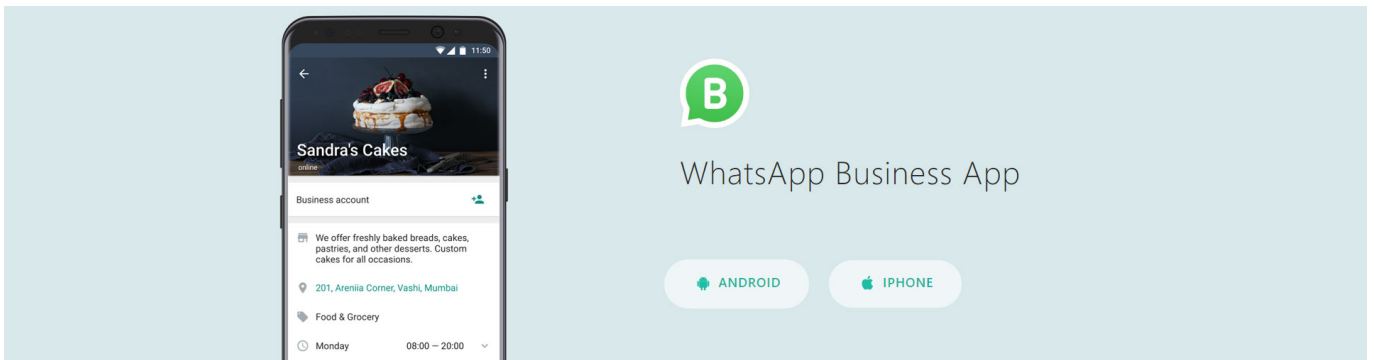 11:50
Sandra's Cakes
online
Business account
We offer freshly baked breads, cakes,
pastries, and other desserts. Custom
cakes for all occasions.
201, Areniia Corner, Vashi, Mumbai
Food & Grocery
Monday 08:00 — 20:00
B
WhatsApp Business App
ANDROID
IPHONE